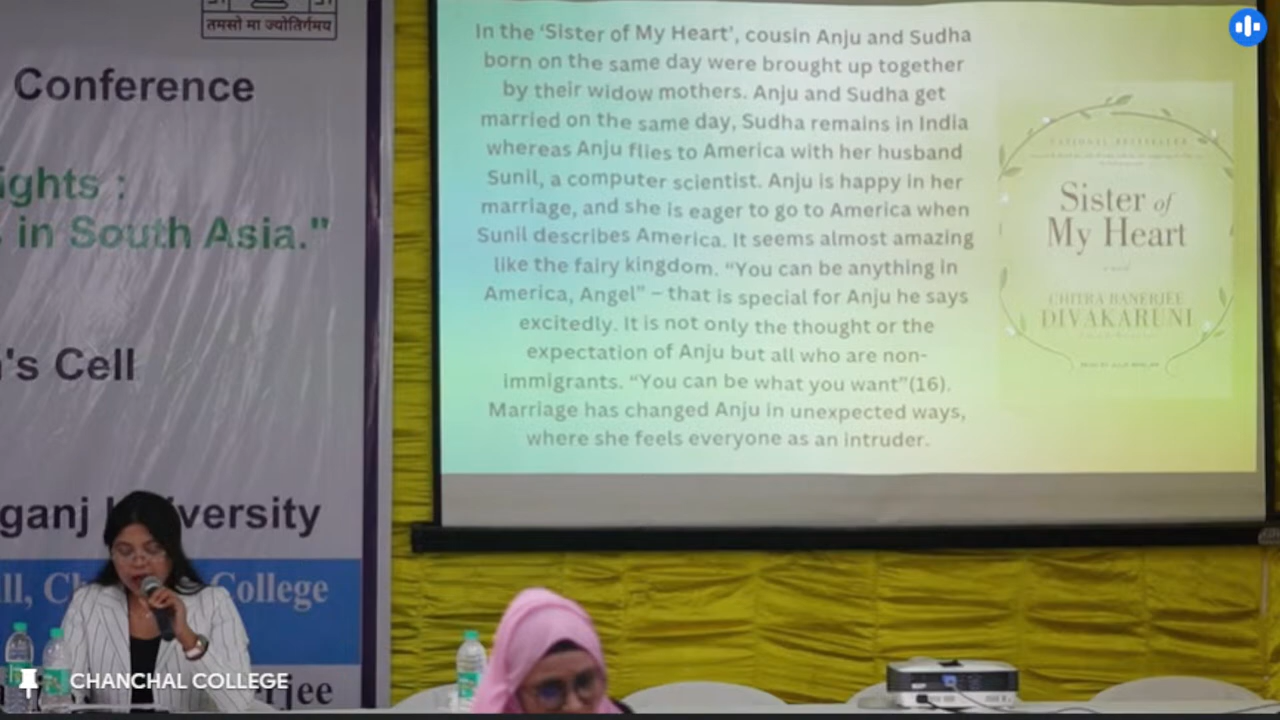 तमसो मा ज्योतिर्गमय
Conference
ights :
in South Asia."
's Cell
ganj versity
ll, Ch College
CHANCHAL COLLEGE
jee
In the ‘Sister of My Heart’, cousin Anju and Sudha
born on the same day were brought up together
by their widow mothers. Anju and Sudha get
married on the same day, Sudha remains in India
whereas Anju flies to America with her husband
Sunil, a computer scientist. Anju is happy in her
marriage, and she is eager to go to America when
Sunil describes America. It seems almost amazing
like the fairy kingdom. “You can be anything in
America, Angel” – that is special for Anju he says
excitedly. It is not only the thought or the
expectation of Anju but all who are non-
immigrants. “You can be what you want”(16).
Marriage has changed Anju in unexpected ways,
where she feels everyone as an intruder.
NATIONAL BESTSELLER
Sister of
My Heart
a novel
CHITRA BANERJEE
DIVAKARUNI